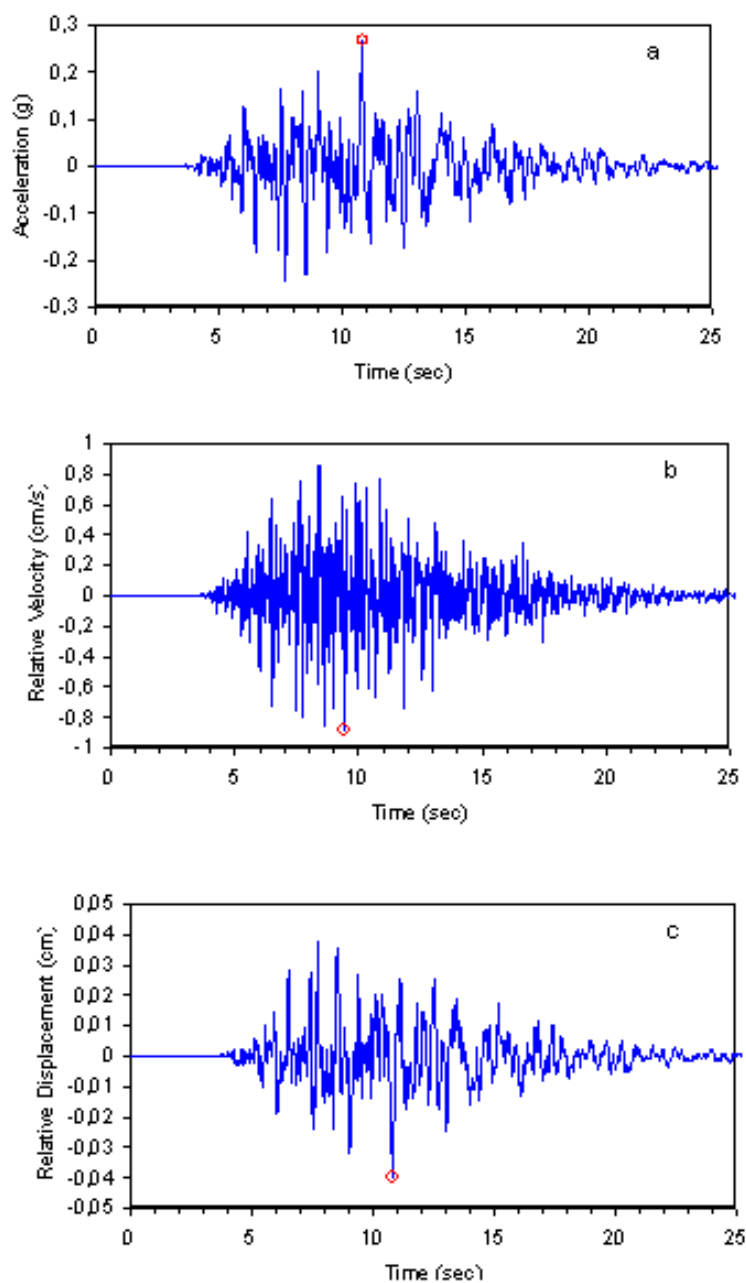 0,3
a
0,2
0,1
0
-0,1
-0,2
-0,3
Acceleration (g)
0 5 10 15 20 25
Time (sec)
1
b
0,8
0,6
0,4
0,2
0
-0,2
-0,4
-0,6
-0,8
-1
Relative Velocity (cm/s)
0 5 10 15 20 25
Time (sec)
0,05
c
0,04
0,03
0,02
0,01
0
-0,01
-0,02
-0,03
-0,04
-0,05
Relative Displacement (cm)
0 5 10 15 20 25
Time (sec)